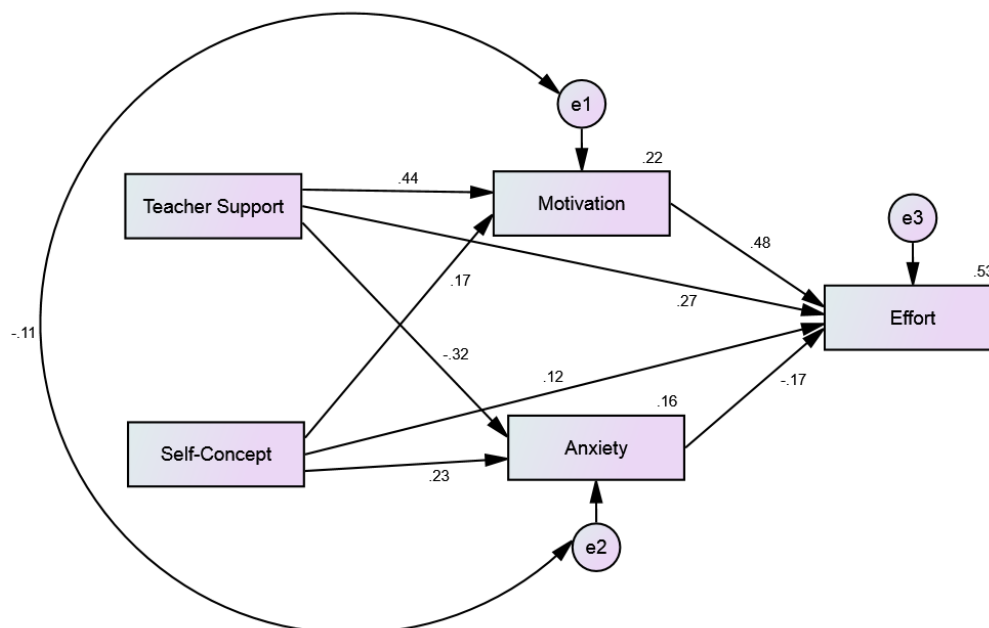 e1
.22
.44
Teacher Support
Motivation
e3
.48
.17
.53
.27
Effort
-.11
-.32
.12
-.17
.16
Self-Concept
Anxiety
.23
e2